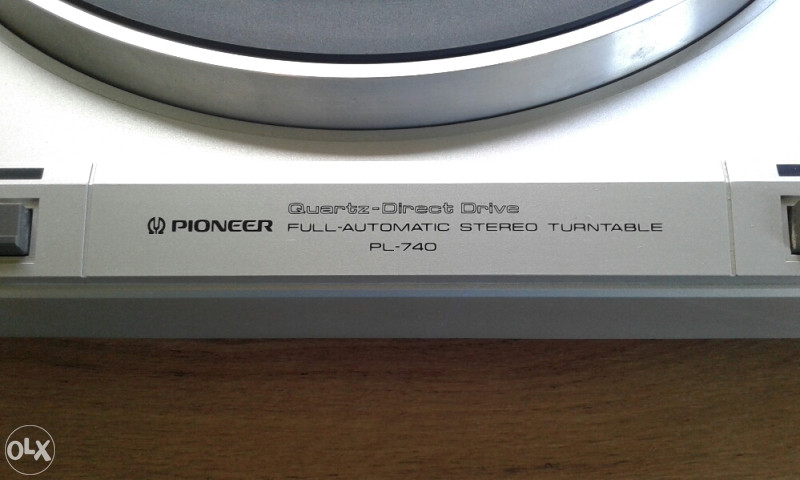 Quartz-Direct Drive
PIONEER FULL-AUTOMATIC STEREO TURNTABLE
PL-740
OLX